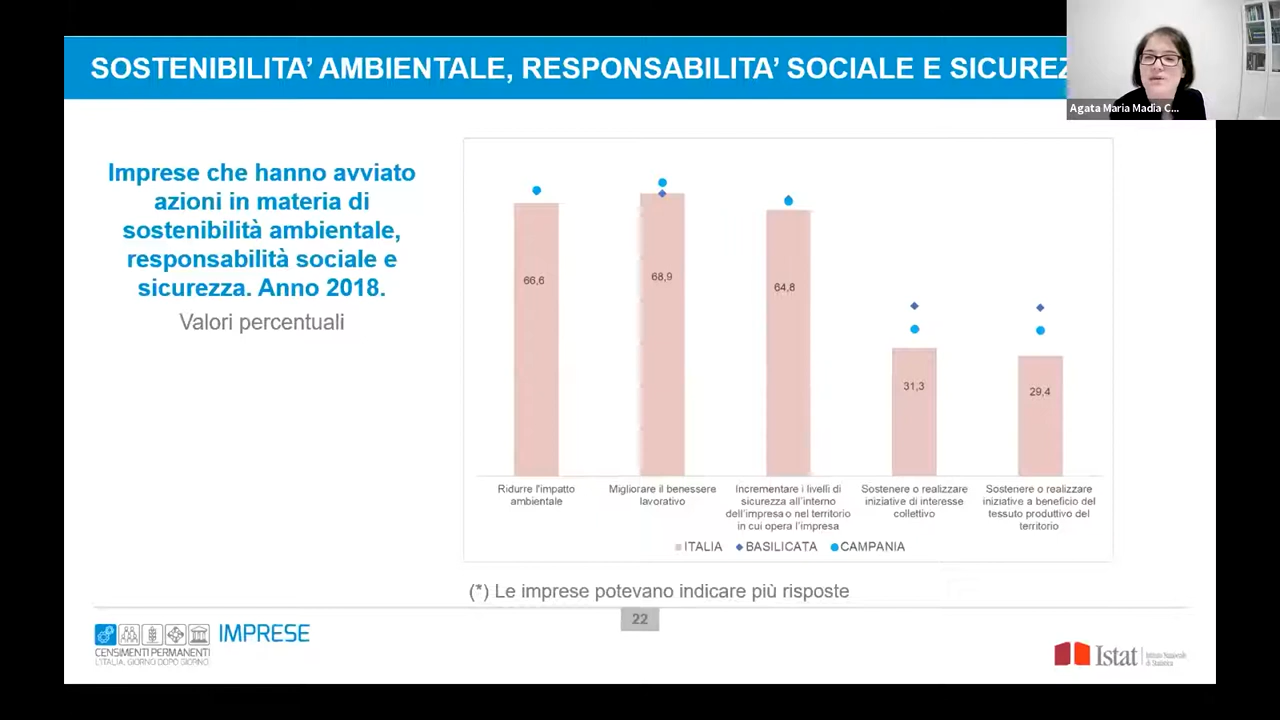 SOSTENIBILITA' AMBIENTALE, RESPONSABILITA' SOCIALE E SICUREZ
Agata Maria Madia C...
Imprese che hanno avviato
azioni in materia di
sostenibilità ambientale,
responsabilità sociale e
sicurezza. Anno 2018.
Valori percentuali
66,6
68,9
64,8
31,3
29,4
Ridurre l'impatto
ambientale
Migliorare il benessere
lavorativo
Incrementare i livelli di
sicurezza all'interno
dell'impresa o nel territorio
in cui opera l'impresa
Sostenere o realizzare
iniziative di interesse
collettivo
Sostenere o realizzare
iniziative a beneficio del
tessuto produttivo del
territorio
ITALIA BASILICATA CAMPANIA
(*) Le imprese potevano indicare più risposte
22
IMPRESE
CENSIMENTI PERMANENTI
L'ITALIA, GIORNO DOPO GIORNO
Istat
Istituto Nazionale
di Statistica